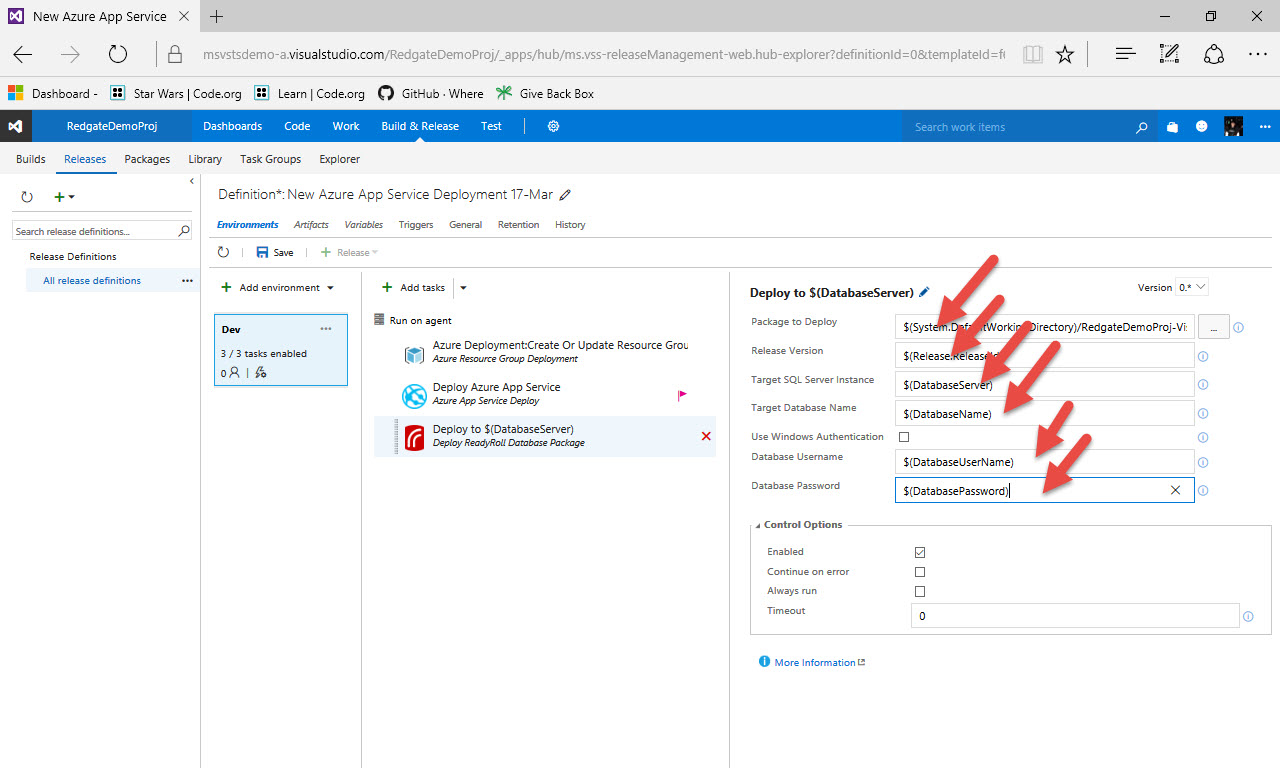 New Azure App Service
msvstsdemo-a.visualstudio.com/RedgateDemoProj/_apps/hub/ms.vss-releaseManagement-web.hub-explorer?definitionId=0&templateId=f
Dashboard - Star Wars | Code.org Learn | Code.org GitHub · Where Give Back Box
RedgateDemoProj Dashboards Code Work Build & Release Test Search work items
Builds Releases Packages Library Task Groups Explorer
Definition*: New Azure App Service Deployment 17-Mar
Search release definitions...
Release Definitions
All release definitions
Environments Artifacts Variables Triggers General Retention History
Save Release
Add environment
Dev
3 / 3 tasks enabled
0
Add tasks
Run on agent
Azure Deployment:Create Or Update Resource Grou
Azure Resource Group Deployment
Deploy Azure App Service
Azure App Service Deploy
Deploy to $(DatabaseServer)
Deploy ReadyRoll Database Package
Deploy to $(DatabaseServer) Version 0.*
Package to Deploy $(System.DefaultWorkingDirectory)/RedgateDemoProj-Vi ...
Release Version $(Release.ReleaseId)
Target SQL Server Instance $(DatabaseServer)
Target Database Name $(DatabaseName)
Use Windows Authentication
Database Username $(DatabaseUserName)
Database Password $(DatabasePassword)
Control Options
Enabled
Continue on error
Always run
Timeout 0
More Information